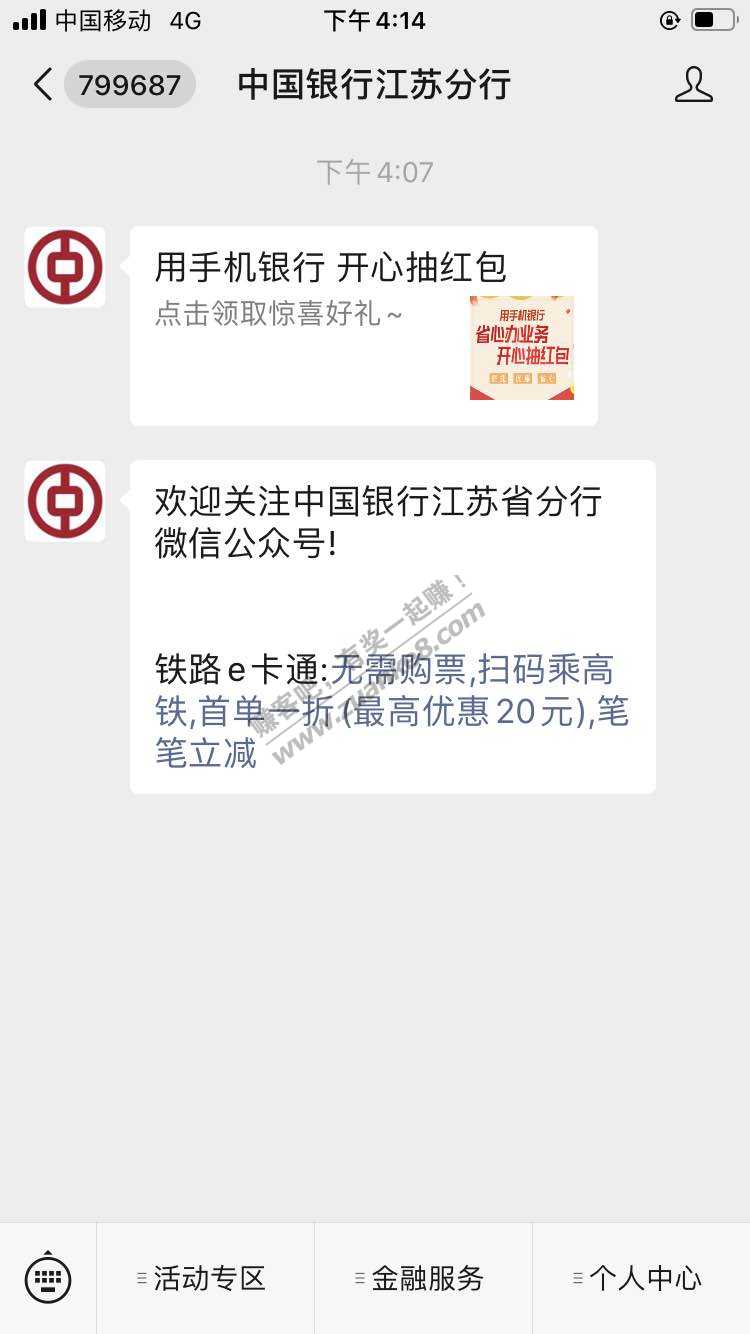 中国移动 4G 下午4:14
799687 中国银行江苏分行
下午4:07
用手机银行 开心抽红包
点击领取惊喜好礼~
用手机银行
省心办业务
开心抽红包
欢迎关注中国银行江苏省分行
微信公众号!
铁路e卡通:无需购票,扫码乘高
铁,首单一折(最高优惠20元),笔
笔立减
赚客吧,有奖一起赚!
www.zuanke8.com
活动专区 金融服务 个人中心